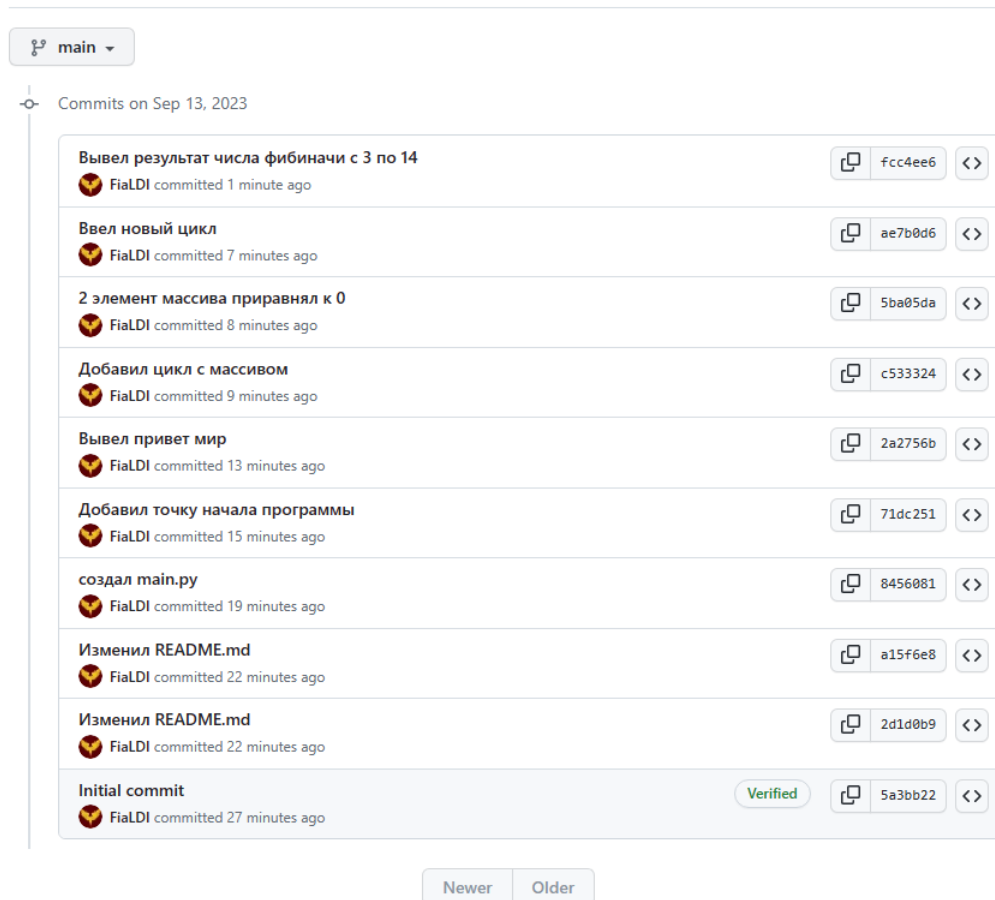 main
Commits on Sep 13, 2023
Вывел результат числа фибиначи с 3 по 14
FiaLDI committed 1 minute ago
fcc4ee6
Ввел новый цикл
FiaLDI committed 7 minutes ago
ae7b0d6
2 элемент массива приравнял к 0
FiaLDI committed 8 minutes ago
5ba05da
Добавил цикл с массивом
FiaLDI committed 9 minutes ago
c533324
Вывел привет мир
FiaLDI committed 13 minutes ago
2a2756b
Добавил точку начала программы
FiaLDI committed 15 minutes ago
71dc251
создал main.py
FiaLDI committed 19 minutes ago
8456081
Изменил README.md
FiaLDI committed 22 minutes ago
a15f6e8
Изменил README.md
FiaLDI committed 22 minutes ago
2d1d0b9
Initial commit
FiaLDI committed 27 minutes ago
Verified
5a3bb22
Newer Older